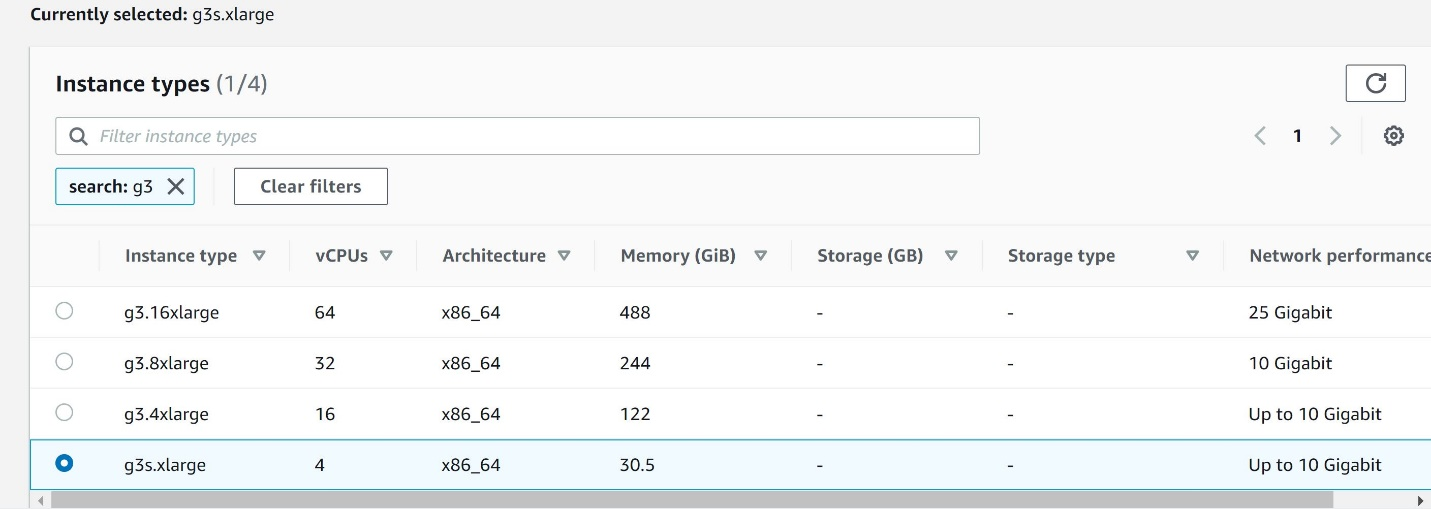 Currently selected: g3s.xlarge
Instance types (1/4)
Filter instance types
1
search: g3
Clear filters
Instance type vCPUs Architecture Memory (GiB) Storage (GB) Storage type Network performance
g3.16xlarge 64 x86_64 488 - - 25 Gigabit
g3.8xlarge 32 x86_64 244 - - 10 Gigabit
g3.4xlarge 16 x86_64 122 - - Up to 10 Gigabit
g3s.xlarge 4 x86_64 30.5 - - Up to 10 Gigabit